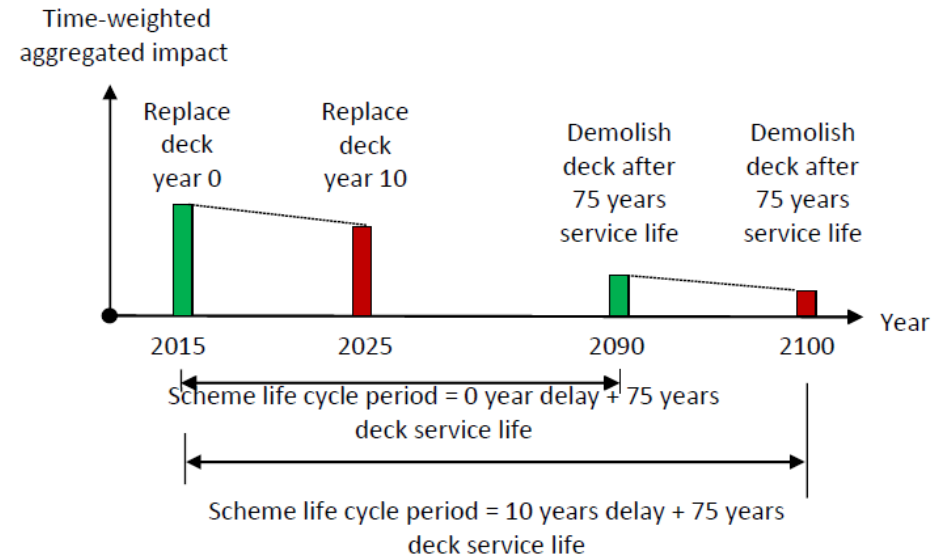 Time-weighted
aggregated impact
Replace
deck
year 0
Replace
deck
year 10
Demolish
deck after
75 years
service life
Demolish
deck after
75 years
service life
Year
2015
2025
2090
2100
Scheme life cycle period = 0 year delay + 75 years
deck service life
Scheme life cycle period = 10 years delay + 75 years
deck service life